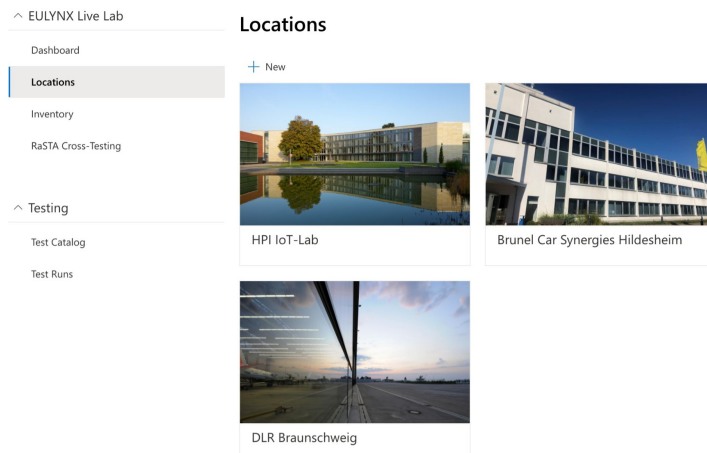 EULYNX Live Lab
Dashboard
Locations
Inventory
RaSTA Cross-Testing
Testing
Test Catalog
Test Runs
Locations
New
HPI IoT-Lab
Brunel Car Synergies Hildesheim
DLR Braunschweig